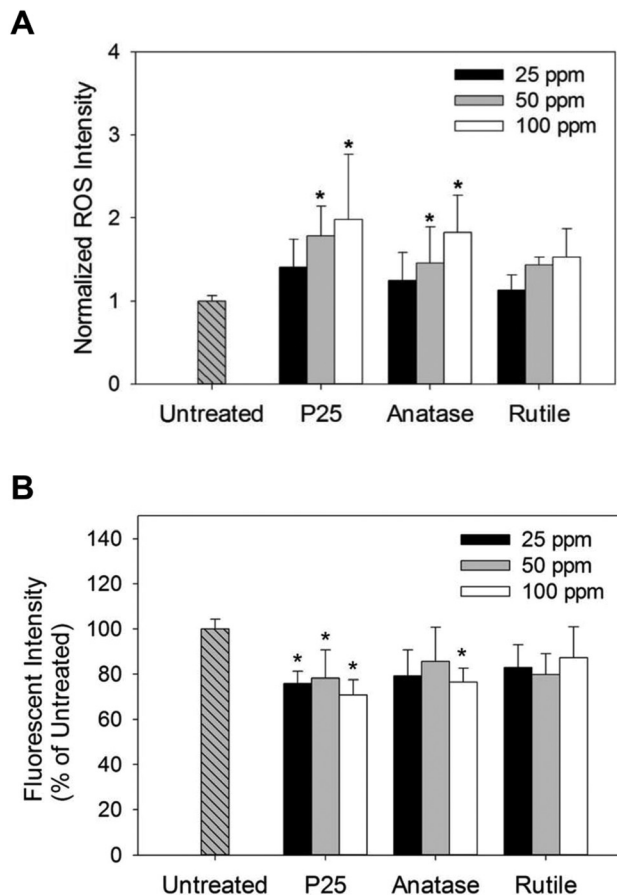 A
Normalized ROS Intensity
4
3
2
1
0
25 ppm
50 ppm
100 ppm
* * * *
Untreated P25 Anatase Rutile
B
Fluorescent Intensity
(% of Untreated)
140
120
100
80
60
40
20
0
25 ppm
50 ppm
100 ppm
* * * *
Untreated P25 Anatase Rutile